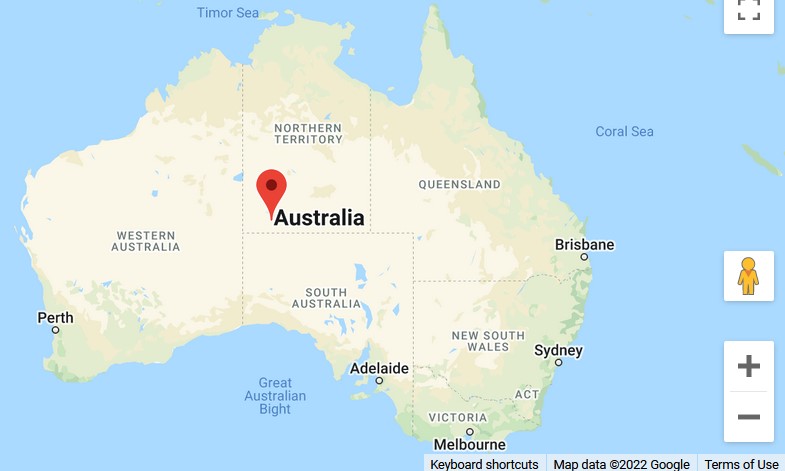 Timor Sea
Coral Sea
NORTHERN
TERRITORY
QUEENSLAND
Australia
WESTERN
AUSTRALIA
Brisbane
SOUTH
AUSTRALIA
Perth
NEW SOUTH
WALES
Sydney
Adelaide
Great
Australian
Bight
ACT
VICTORIA
Melbourne
Keyboard shortcuts
Map data ©2022 Google
Terms of Use